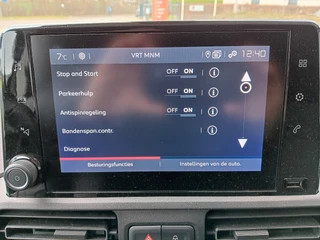 7°C VRT MNM 12:40
Stop and Start OFF ON
Parkeerhulp OFF ON
Antispinregeling OFF ON
Bandenspan.contr.
Diagnose
Besturingsfuncties Instellingen van de auto.